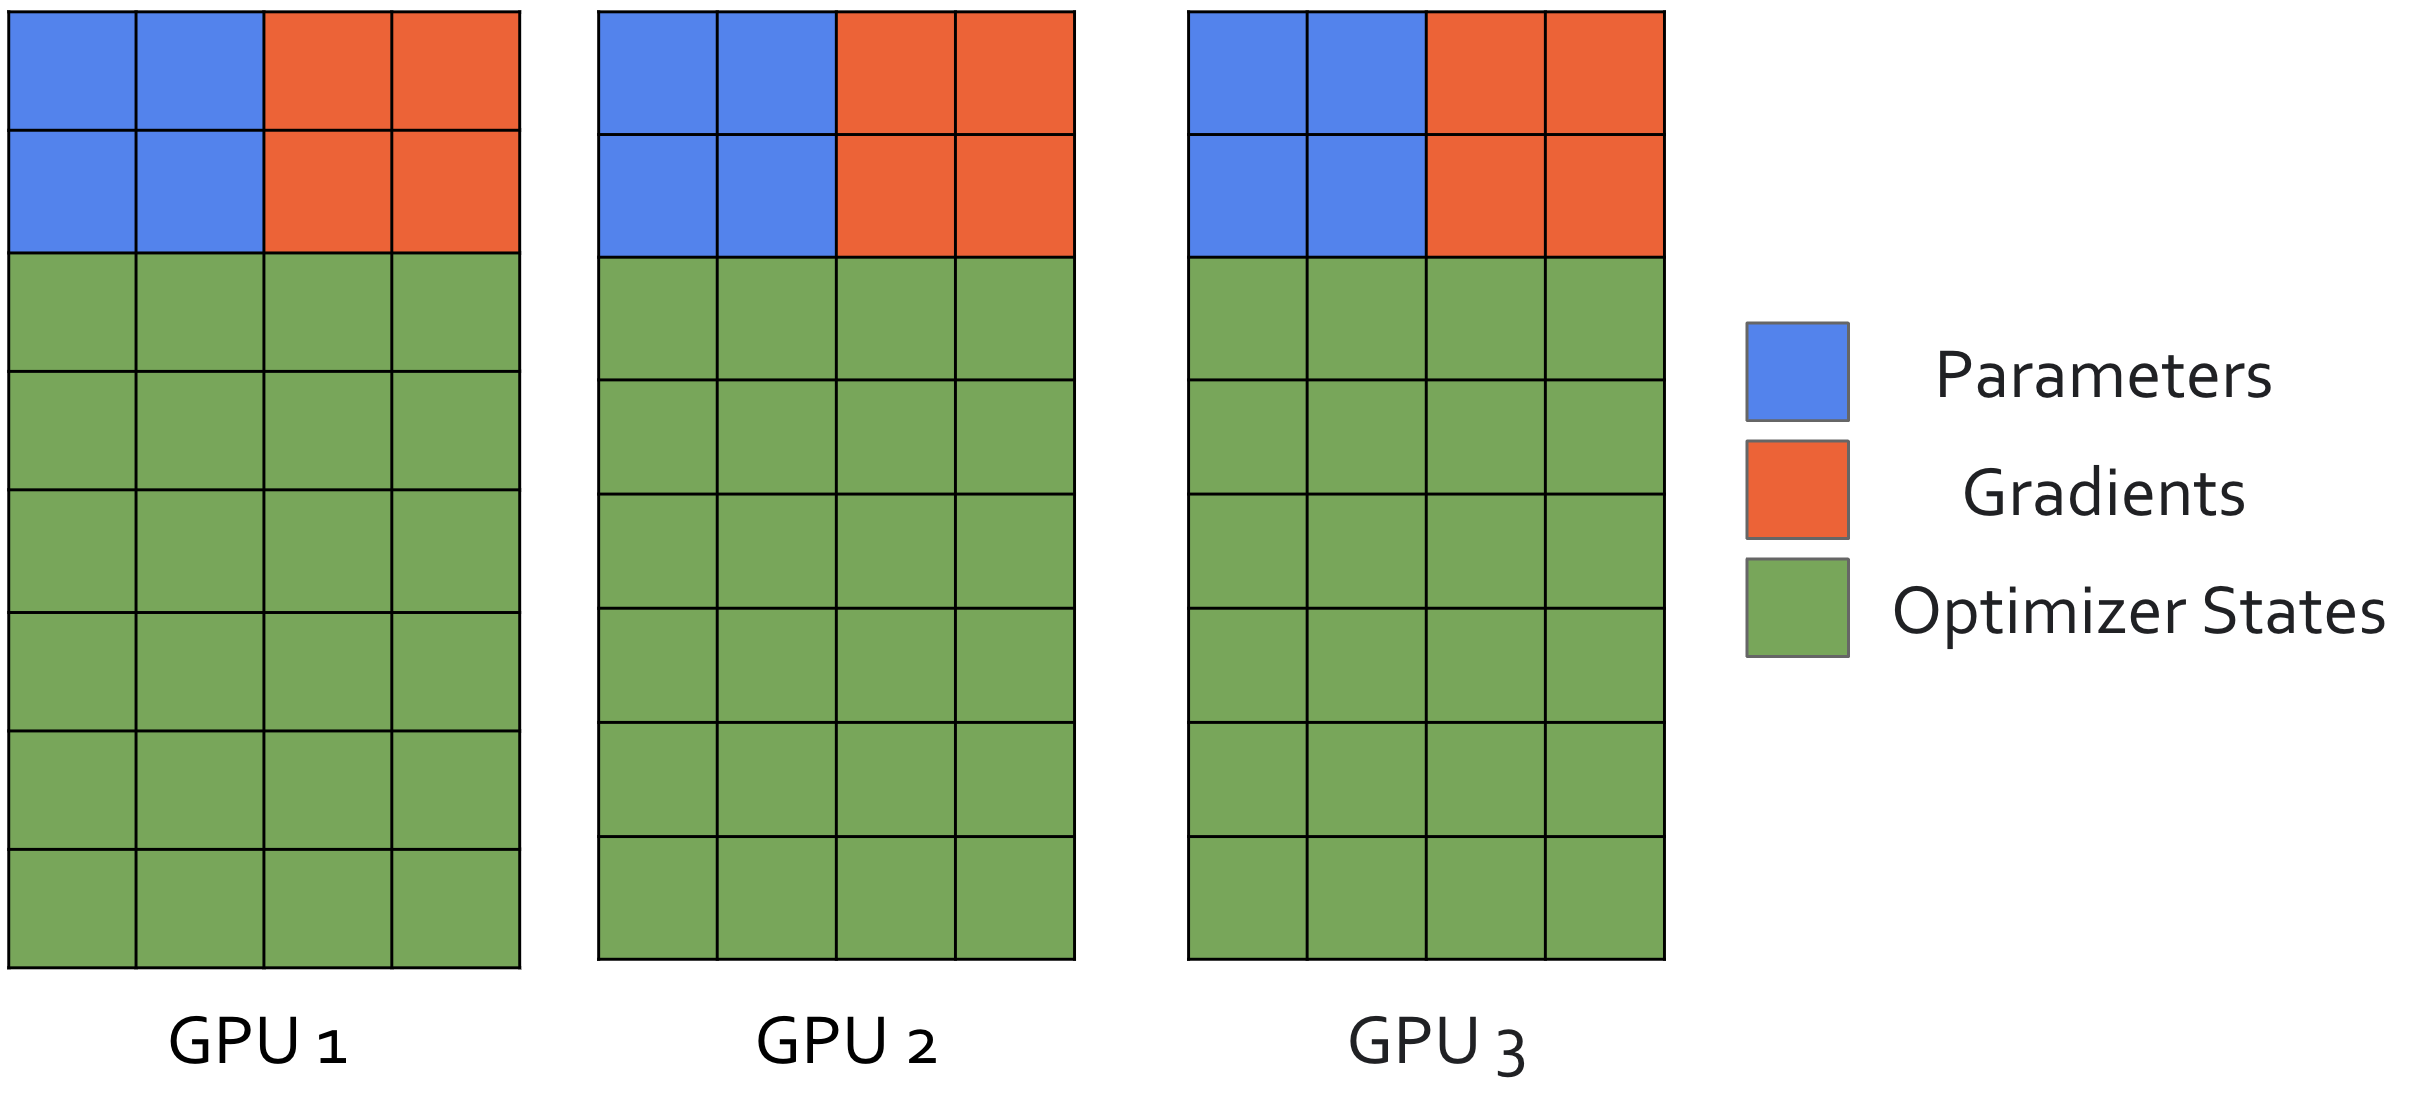 Parameters
Gradients
Optimizer States
GPU 1
GPU 2
GPU 3